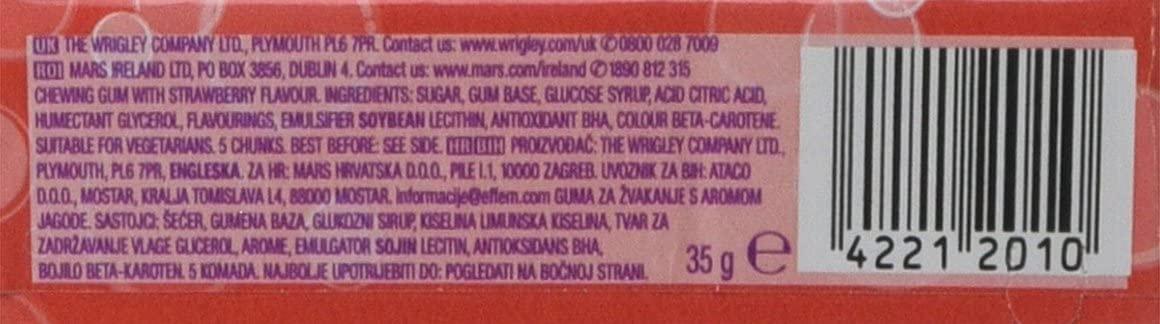 UK THE WRIGLEY COMPANY LTD., PLYMOUTH PL6 7PR. Contact us: www.wrigley.com/uk ✆0800 028 7009
ROI MARS IRELAND LTD, PO BOX 3856, DUBLIN 4. Contact us: www.mars.com/ireland ✆1890 812 315
CHEWING GUM WITH STRAWBERRY FLAVOUR. INGREDIENTS: SUGAR, GUM BASE, GLUCOSE SYRUP, ACID CITRIC ACID,
HUMECTANT GLYCEROL, FLAVOURINGS, EMULSIFIER SOYBEAN LECITHIN, ANTIOXIDANT BHA, COLOUR BETA-CAROTENE.
SUITABLE FOR VEGETARIANS. 5 CHUNKS. BEST BEFORE: SEE SIDE. HR BIH PROIZVOĐAČ: THE WRIGLEY COMPANY LTD.,
PLYMOUTH, PL6 7PR, ENGLESKA. ZA HR: MARS HRVATSKA D.O.O., PILE I.1, 10000 ZAGREB. UVOZNIK ZA BIH: ATACO
D.O.O., MOSTAR, KRALJA TOMISLAVA L4, 88000 MOSTAR. informacije@effem.com GUMA ZA ŽVAKANJE S AROMOM
JAGODE. SASTOJCI: ŠEĆER, GUMENA BAZA, GLUKOZNI SIRUP, KISELINA LIMUNSKA KISELINA, TVAR ZA
ZADRŽAVANJE VLAGE GLICEROL, AROME, EMULGATOR SOJIN LECITIN, ANTIOKSIDANS BHA,
BOJILO BETA-KAROTEN. 5 KOMADA. NAJBOLJE UPOTRIJEBITI DO: POGLEDATI NA BOČNOJ STRANI.
35 g ℮
4221 2010